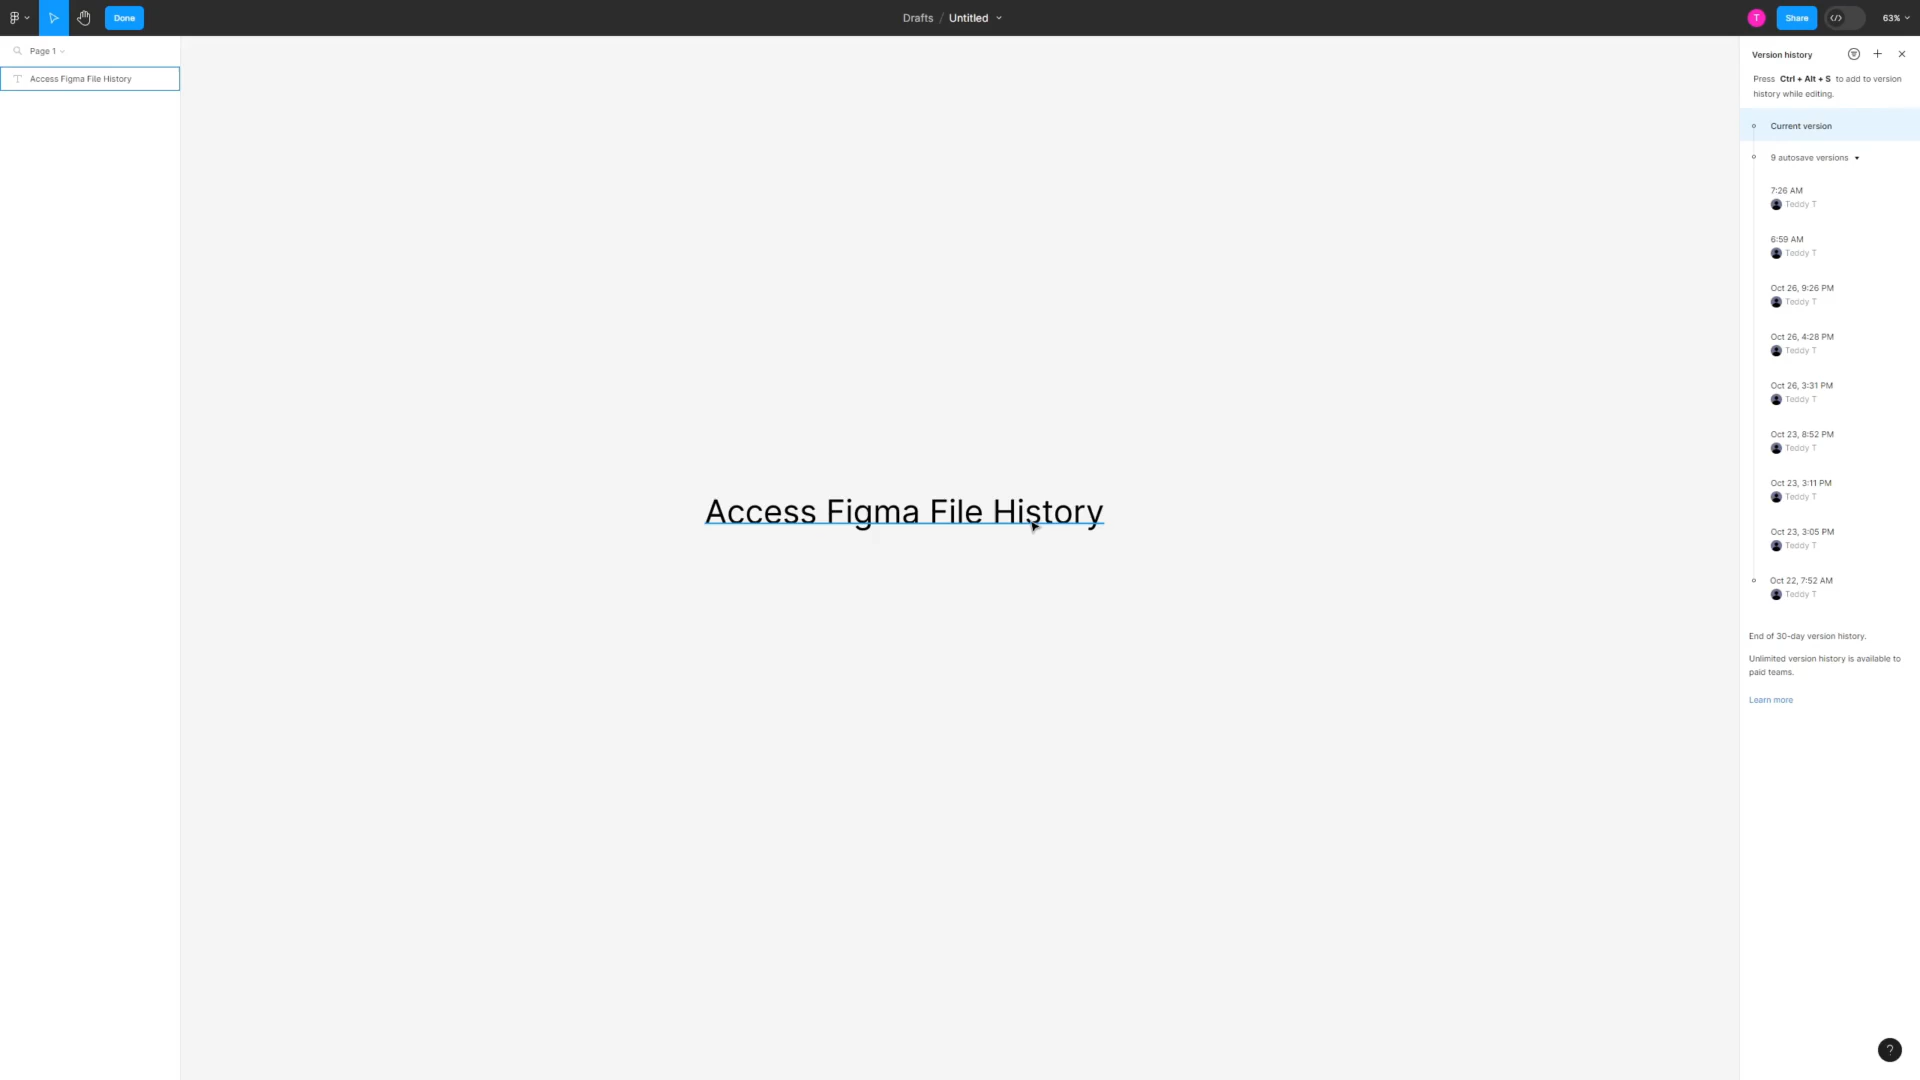 Done
Drafts / Untitled
T
Share
63%
Page 1
Access Figma File History
Access Figma File History
Version history
Press Ctrl + Alt + S to add to version
history while editing.
Current version
9 autosave versions
7:26 AM
Teddy T
6:59 AM
Teddy T
Oct 26, 9:26 PM
Teddy T
Oct 26, 4:28 PM
Teddy T
Oct 26, 3:31 PM
Teddy T
Oct 23, 8:52 PM
Teddy T
Oct 23, 3:11 PM
Teddy T
Oct 23, 3:05 PM
Teddy T
Oct 22, 7:52 AM
Teddy T
End of 30-day version history.
Unlimited version history is available to
paid teams.
Learn more
?